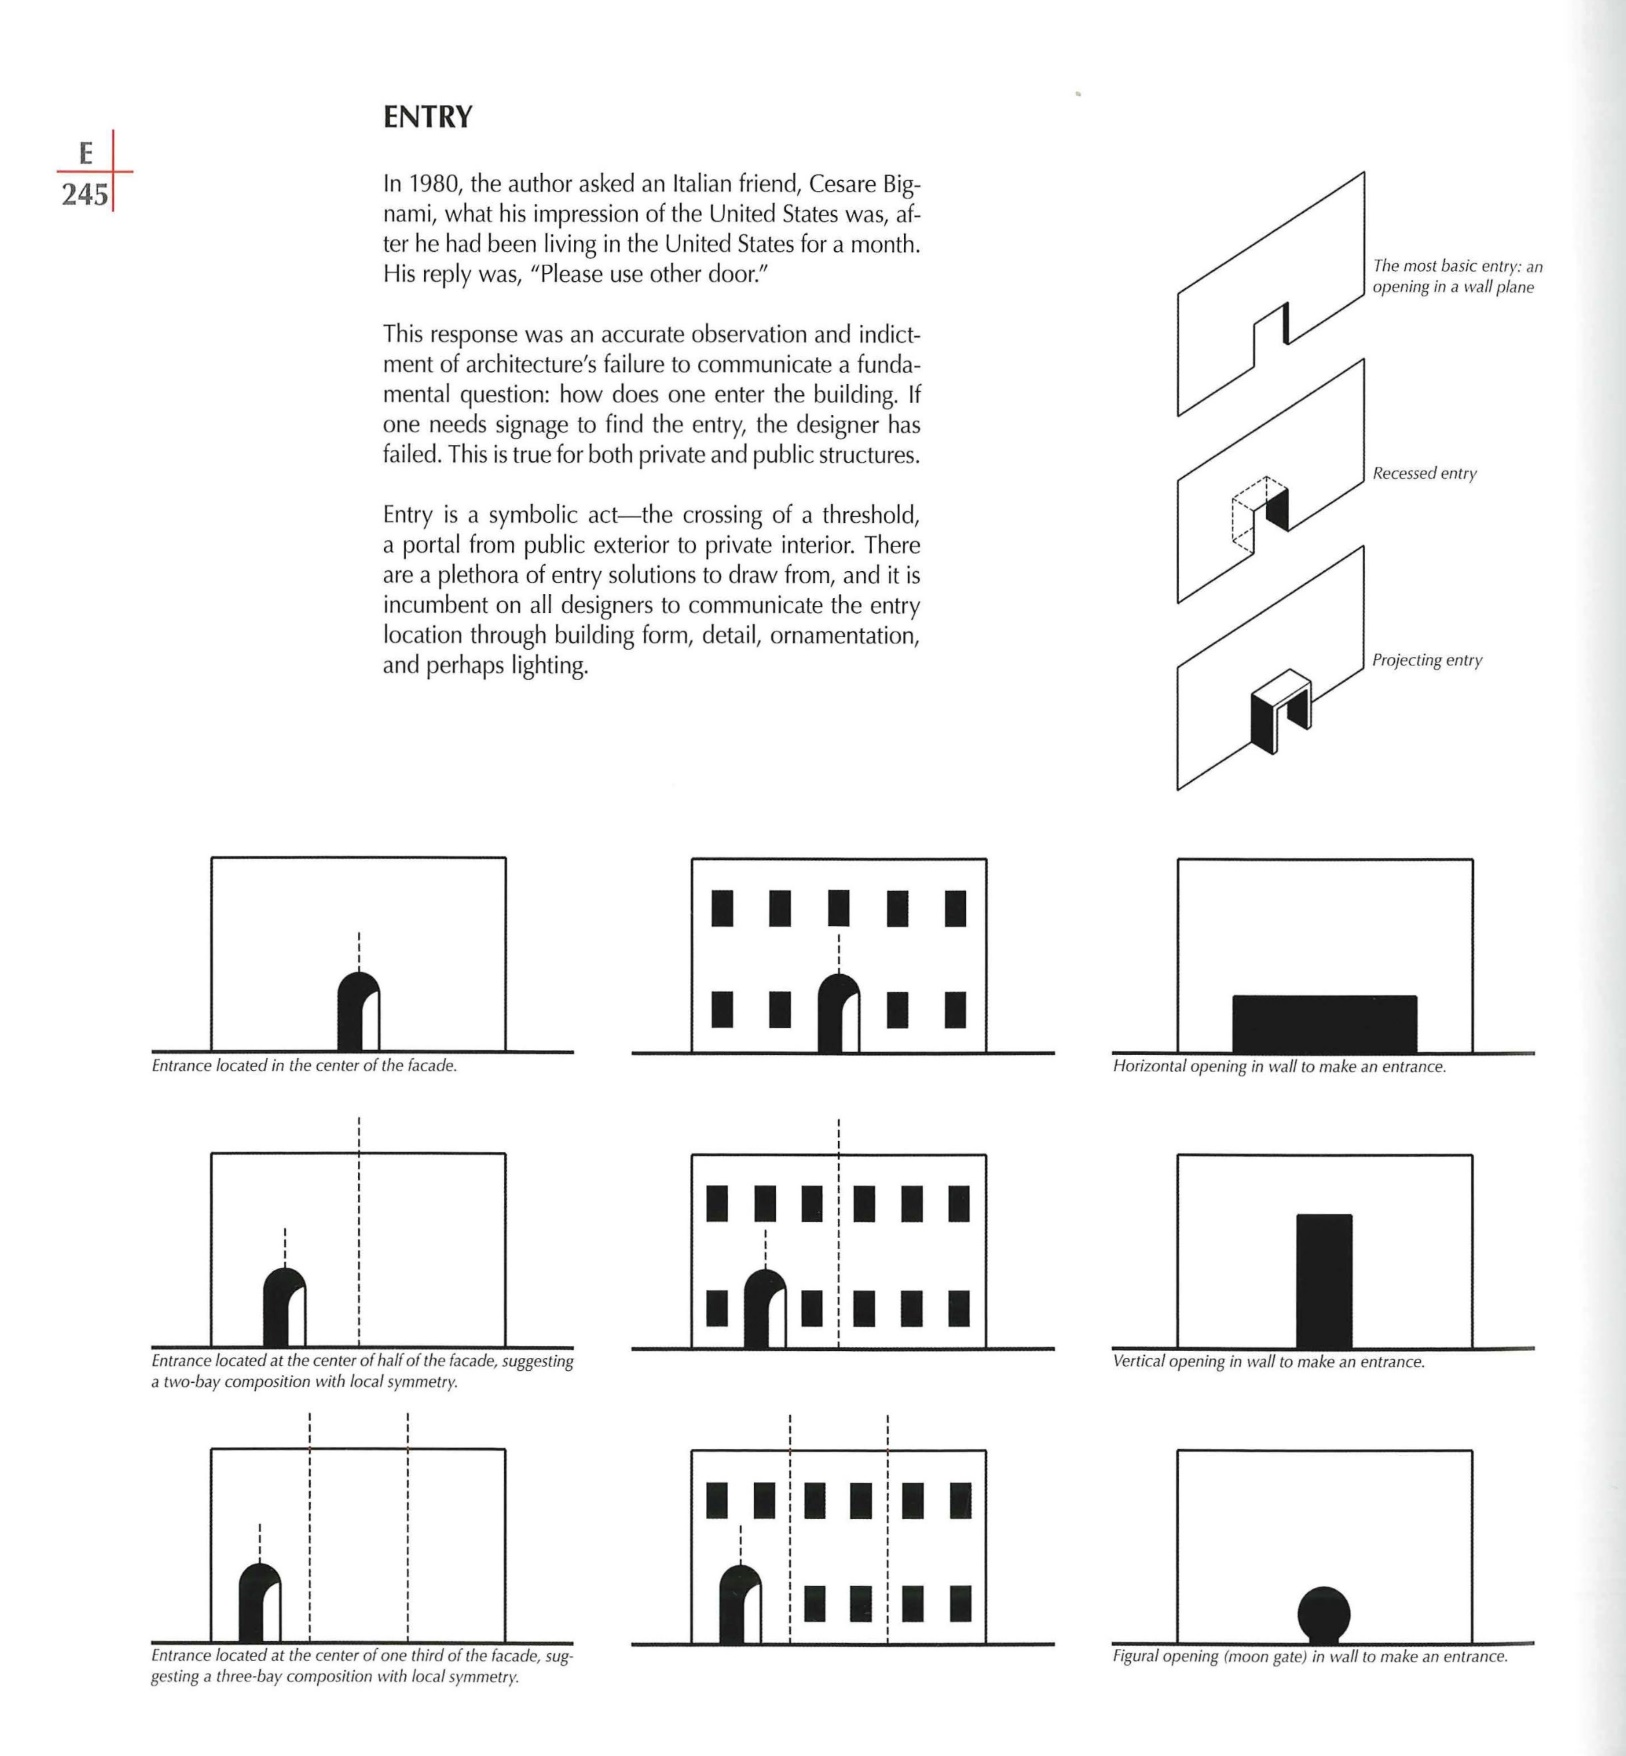 ENTRY
E
245
In 1980, the author asked an Italian friend, Cesare Big-
nami, what his impression of the United States was, af-
ter he had been living in the United States for a month.
His reply was, “Please use other door.”
This response was an accurate observation and indict-
ment of architecture’s failure to communicate a funda-
mental question: how does one enter the building. If
one needs signage to find the entry, the designer has
failed. This is true for both private and public structures.
Entry is a symbolic act—the crossing of a threshold,
a portal from public exterior to private interior. There
are a plethora of entry solutions to draw from, and it is
incumbent on all designers to communicate the entry
location through building form, detail, ornamentation,
and perhaps lighting.
The most basic entry: an
opening in a wall plane
Recessed entry
Projecting entry
Entrance located in the center of the facade.
Horizontal opening in wall to make an entrance.
Entrance located at the center of half of the facade, suggesting
a two-bay composition with local symmetry.
Vertical opening in wall to make an entrance.
Entrance located at the center of one third of the facade, sug-
gesting a three-bay composition with local symmetry.
Figural opening (moon gate) in wall to make an entrance.